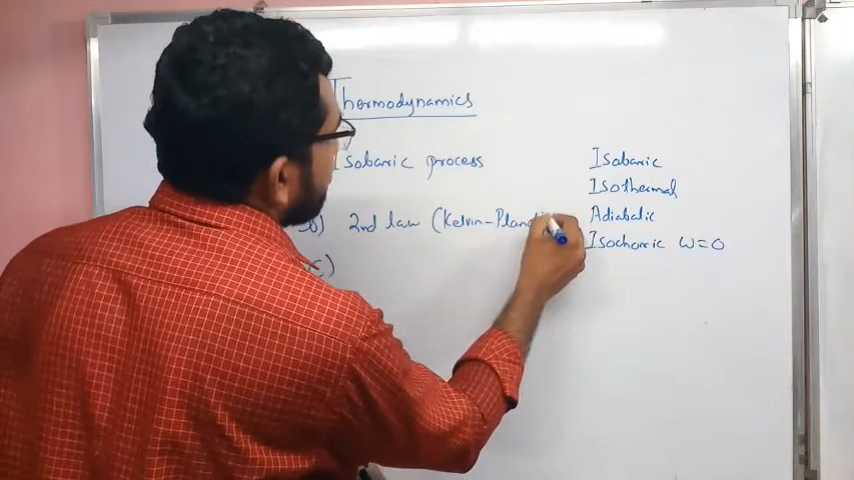 Thermodynamics
Isobaric process
b) 2nd law (Kelvin-Planck
c)
Isobaric
Isothermal
Adiabatic
Isochoric W=0